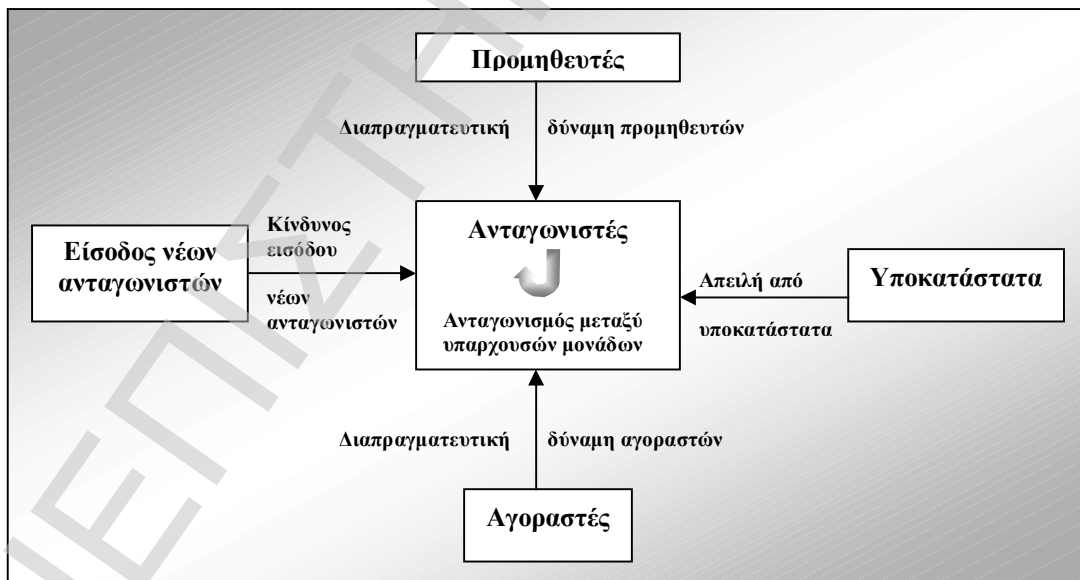 Προμηθευτές
Διαπραγματευτική δύναμη προμηθευτών
Είσοδος νέων
ανταγωνιστών
Κίνδυνος
εισόδου
νέων
ανταγωνιστών
Ανταγωνιστές
Ανταγωνισμός μεταξύ
υπαρχουσών μονάδων
Απειλή από
υποκατάστατα
Υποκατάστατα
Διαπραγματευτική δύναμη αγοραστών
Αγοραστές